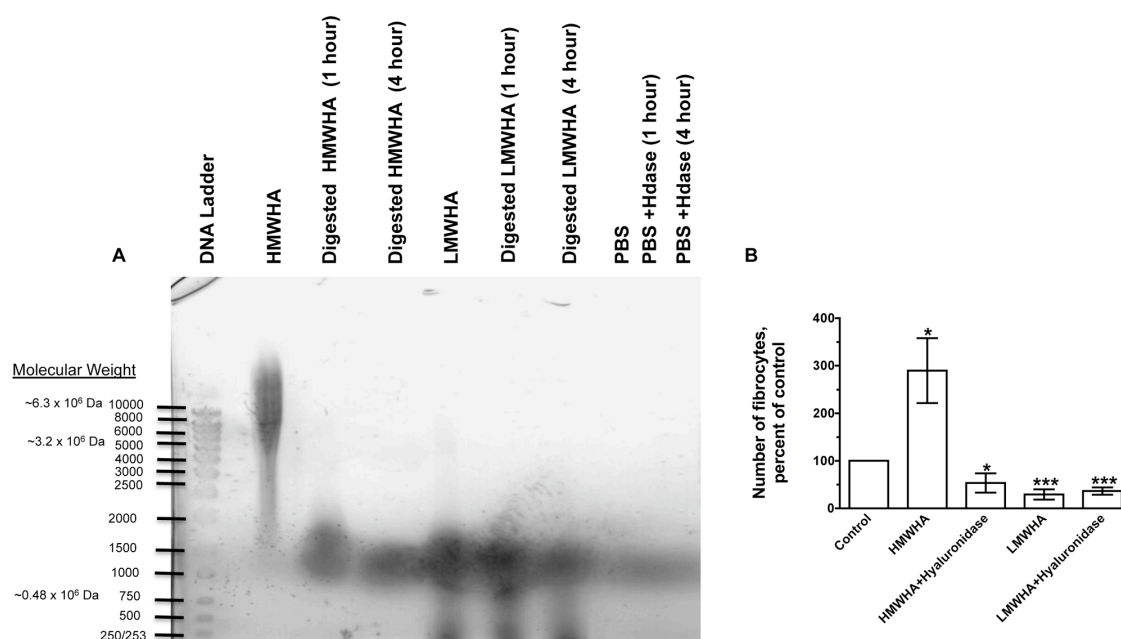 A
DNA Ladder
HMWHA
Digested HMWHA (1 hour)
Digested HMWHA (4 hour)
LMWHA
Digested LMWHA (1 hour)
Digested LMWHA (4 hour)
PBS
PBS +Hdase (1 hour)
PBS +Hdase (4 hour)
Molecular Weight
~6.3 x 10⁶ Da
~3.2 x 10⁶ Da
~0.48 x 10⁶ Da
10000
8000
6000
5000
4000
3000
2500
2000
1500
1000
750
500
250/253
B
Number of fibrocytes,
percent of control
400
300
200
100
0
*
*
***
***
Control
HMWHA
HMWHA+Hyaluronidase
LMWHA
LMWHA+Hyaluronidase